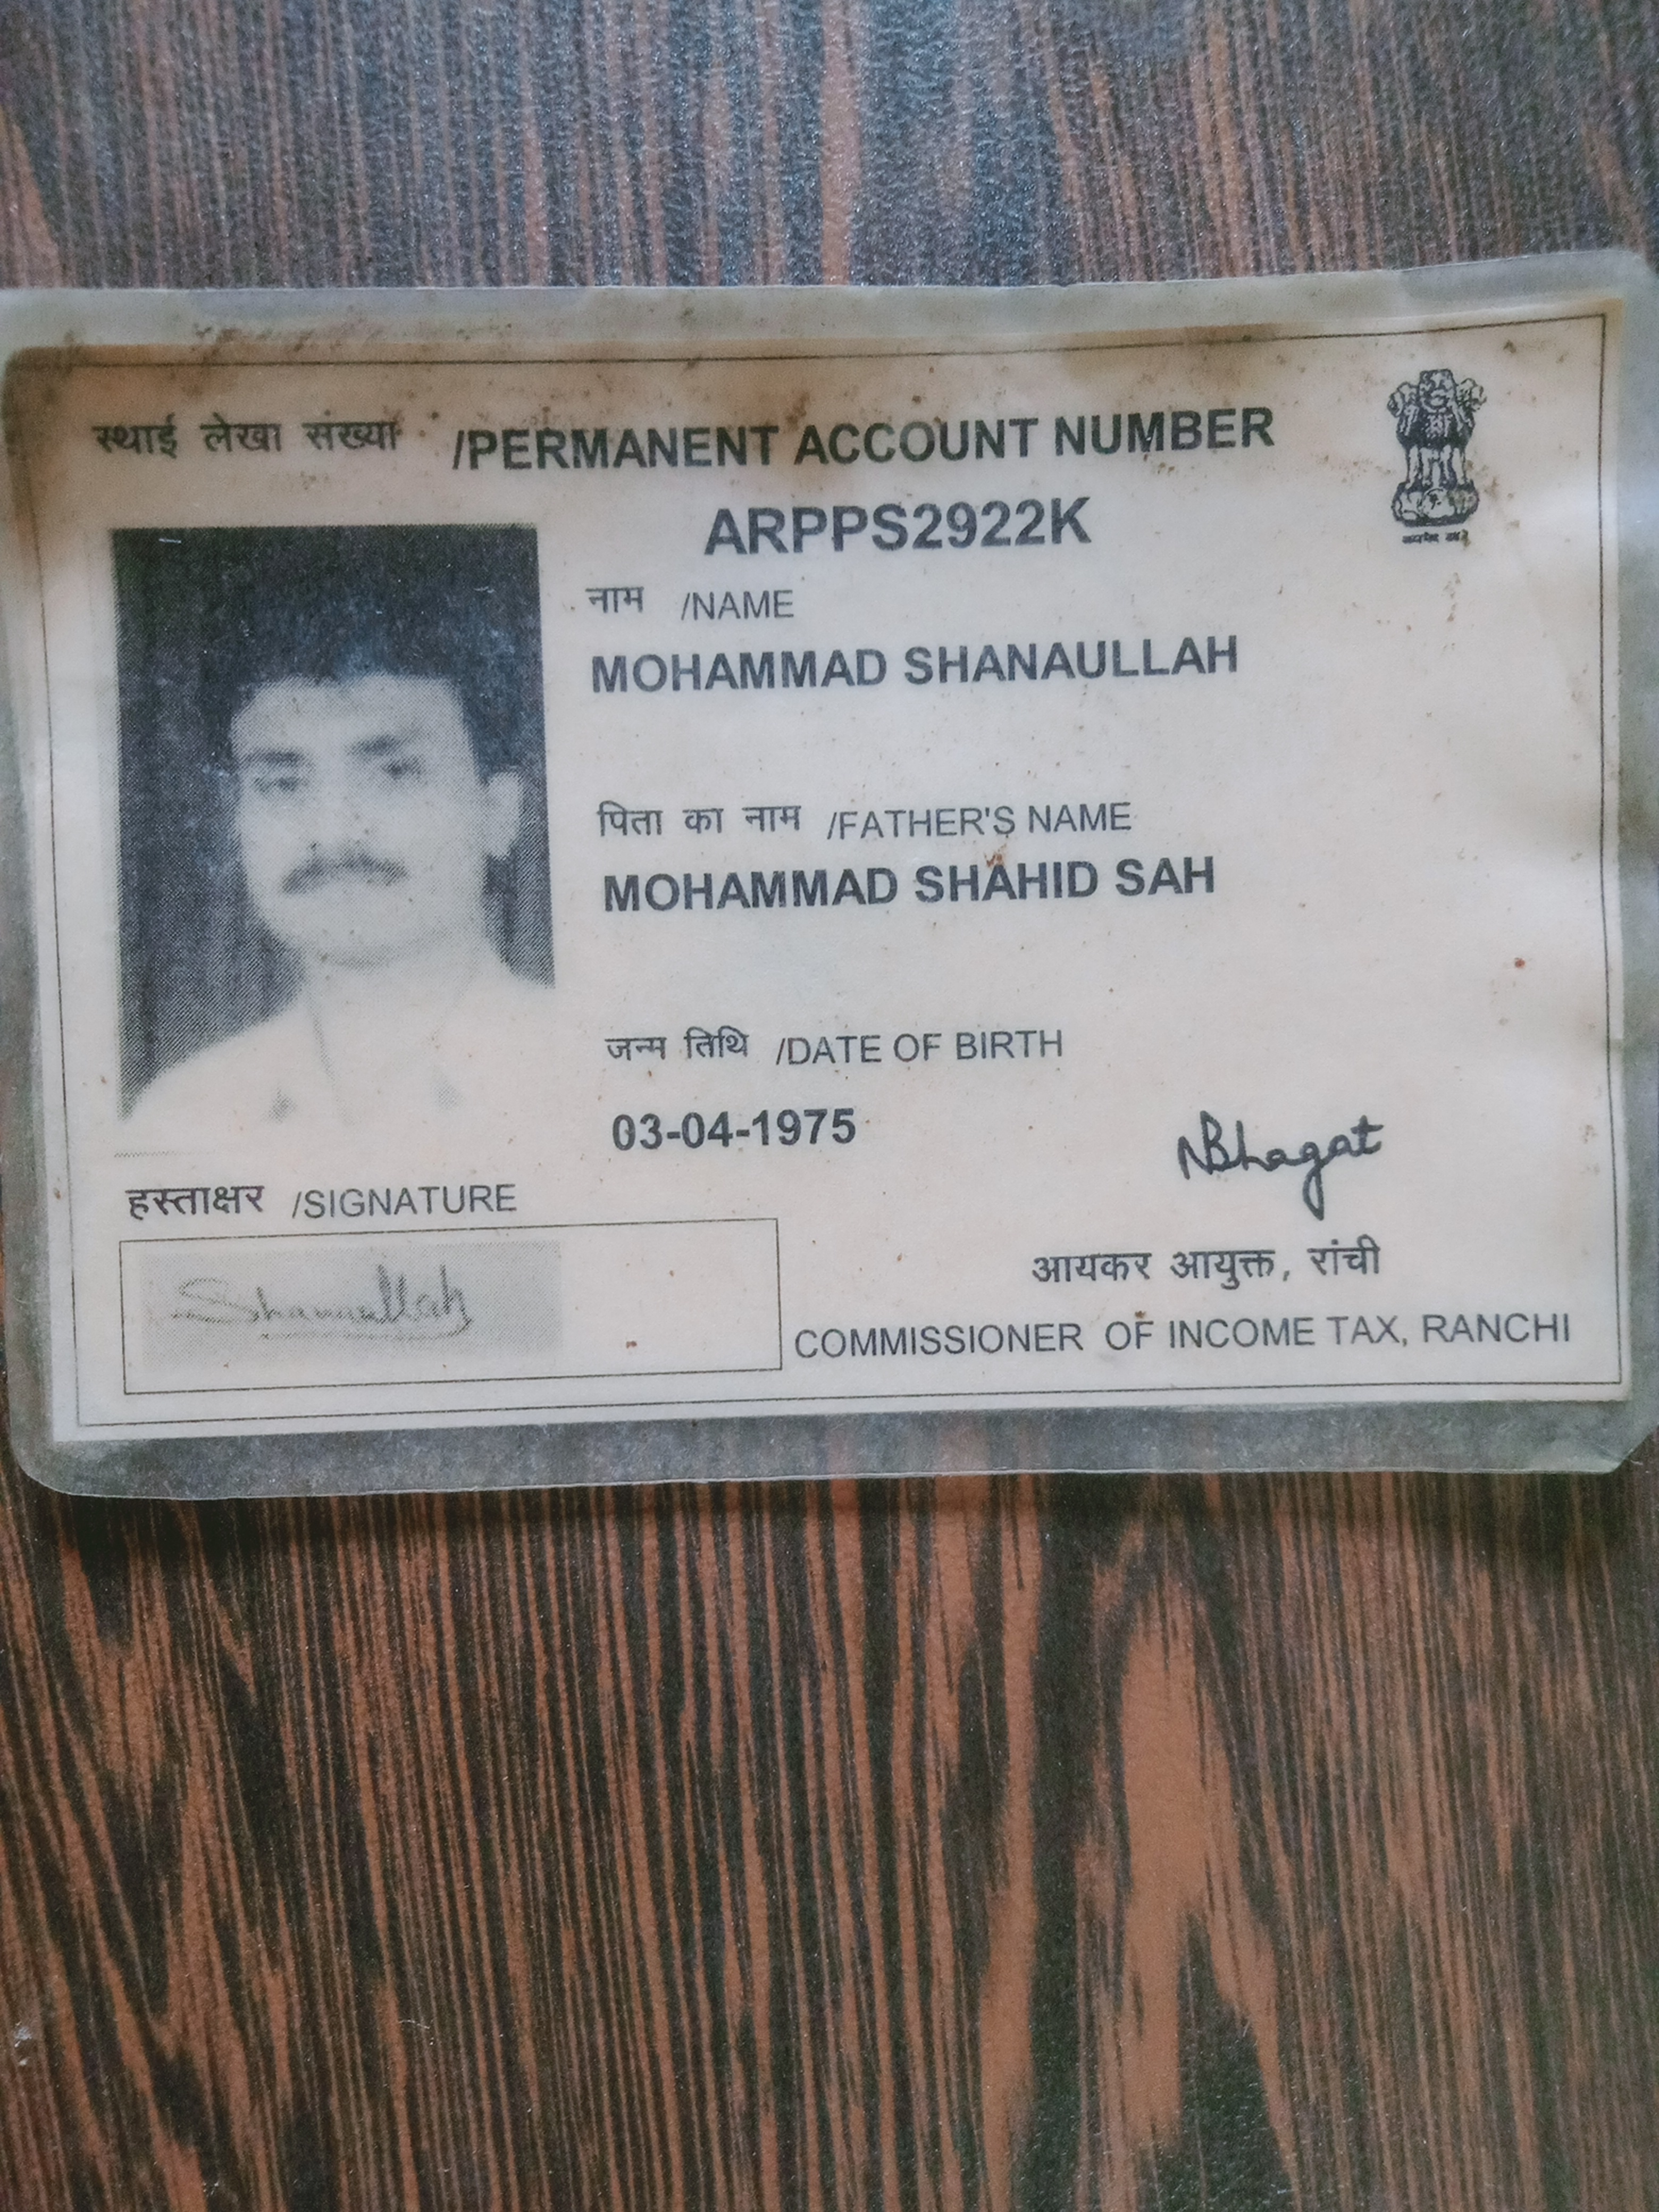 स्थाई लेखा संख्या /PERMANENT ACCOUNT NUMBER
ARPPS2922K
नाम /NAME
MOHAMMAD SHANAULLAH
पिता का नाम /FATHER'S NAME
MOHAMMAD SHAHID SAH
जन्म तिथि /DATE OF BIRTH
03-04-1975
NBhagat
हस्ताक्षर /SIGNATURE
Shanaullah
आयकर आयुक्त, रांची
COMMISSIONER OF INCOME TAX, RANCHI